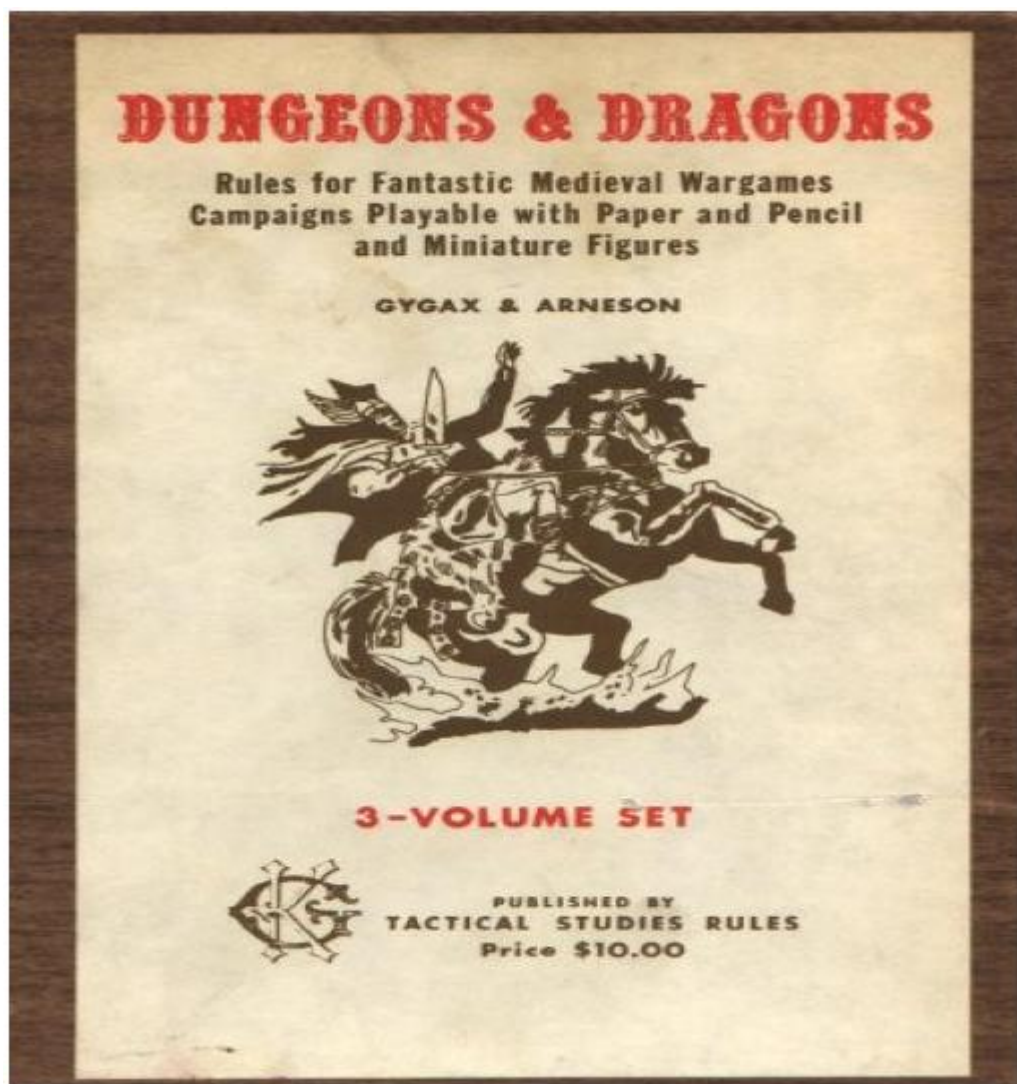 DUNGEONS & DRAGONS
Rules for Fantastic Medieval Wargames
Campaigns Playable with Paper and Pencil
and Miniature Figures
GYGAX & ARNESON
3-VOLUME SET
GK
PUBLISHED BY
TACTICAL STUDIES RULES
Price $10.00